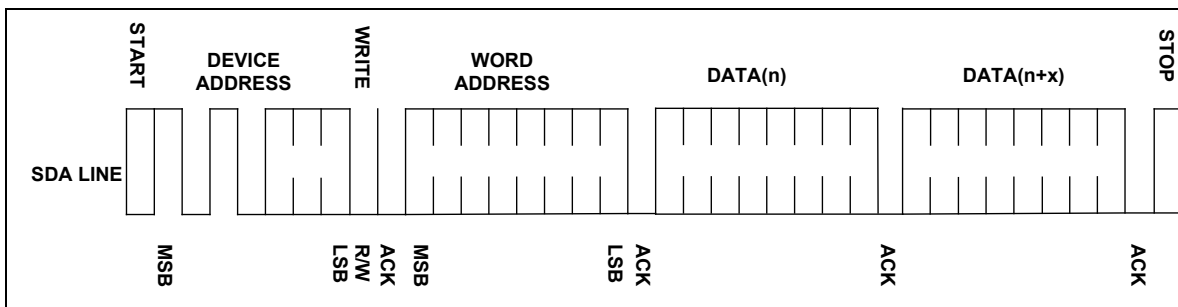 START
DEVICE
ADDRESS
WRITE
WORD
ADDRESS
DATA(n)
DATA(n+x)
STOP
SDA LINE
MSB
LSB
R/W
ACK
MSB
LSB
ACK
ACK
ACK